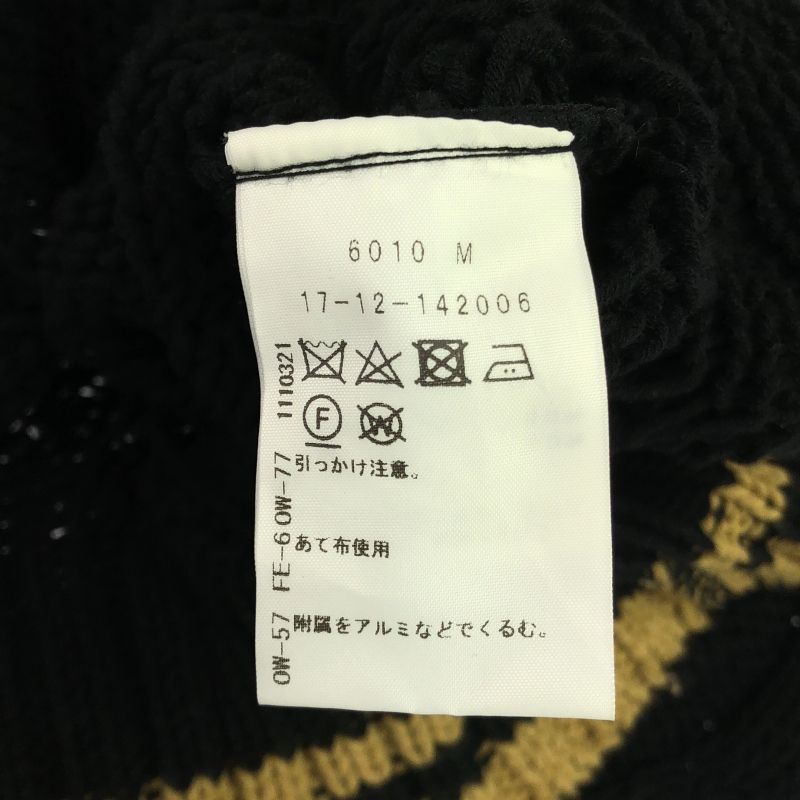 6010 M
17-12-142006
F
W
引っかけ注意。
あて布使用
附属をアルミなどでくるむ。
OW-57 FE-6 OW-77 1110321